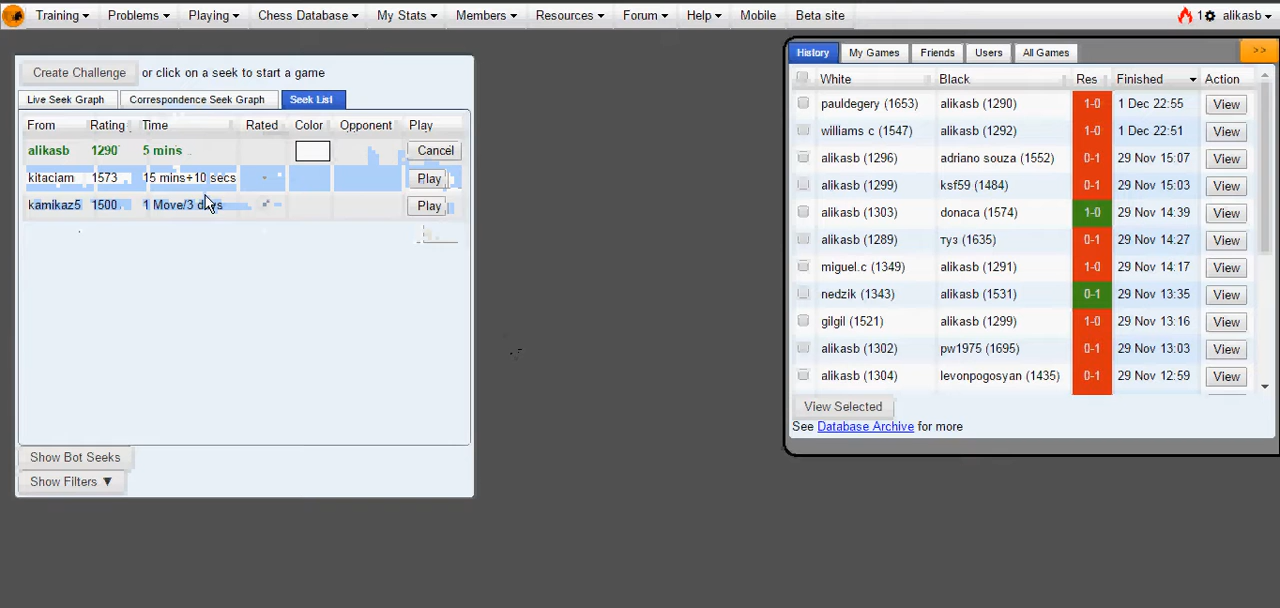 Training Problems Playing Chess Database My Stats Members Resources Forum Help Mobile Beta site 1 alikasb
Create Challenge or click on a seek to start a game
Live Seek Graph Correspondence Seek Graph Seek List
From Rating Time Rated Color Opponent Play
alikasb 1290 5 mins Cancel
kitaciam 1573 15 mins+10 secs Play
kamikaz5 1500 1 Move/3 Play
Show Bot Seeks
Show Filters ▼
History My Games Friends Users All Games >>
White Black Res Finished Action
pauldegery (1653) alikasb (1290) 1-0 1 Dec 22:55 View
williams c (1547) alikasb (1292) 1-0 1 Dec 22:51 View
alikasb (1296) adriano souza (1552) 0-1 29 Nov 15:07 View
alikasb (1299) ksf59 (1484) 0-1 29 Nov 15:03 View
alikasb (1303) donaca (1574) 1-0 29 Nov 14:39 View
alikasb (1289) туз (1635) 0-1 29 Nov 14:27 View
miguel.c (1349) alikasb (1291) 1-0 29 Nov 14:17 View
nedzik (1343) alikasb (1531) 0-1 29 Nov 13:35 View
gilgil (1521) alikasb (1299) 1-0 29 Nov 13:16 View
alikasb (1302) pw1975 (1695) 0-1 29 Nov 13:03 View
alikasb (1304) levonpogosyan (1435) 0-1 29 Nov 12:59 View
View Selected
See Database Archive for more